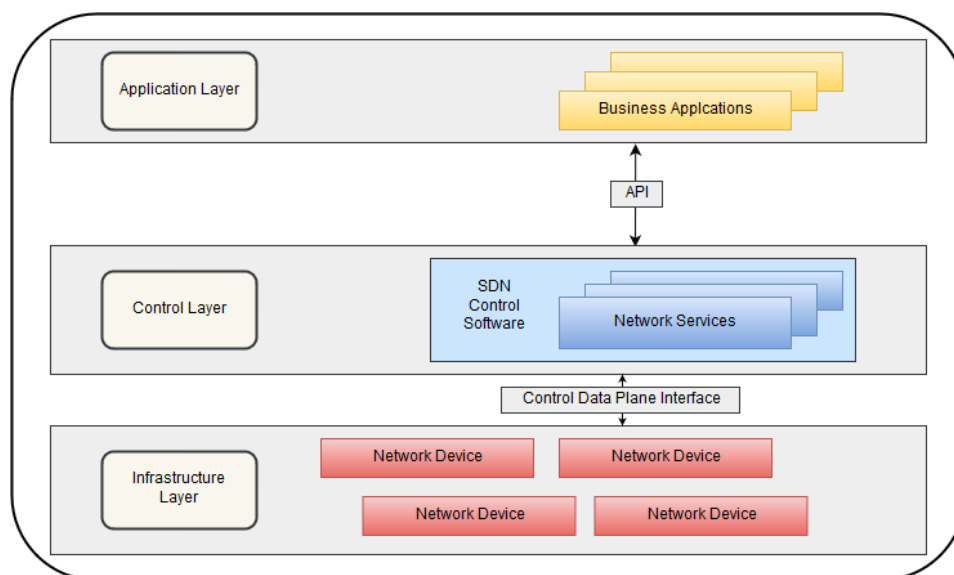 Application Layer
Business Applcations
API
Control Layer
SDN
Control
Software
Network Services
Control Data Plane Interface
Infrastructure
Layer
Network Device
Network Device
Network Device
Network Device